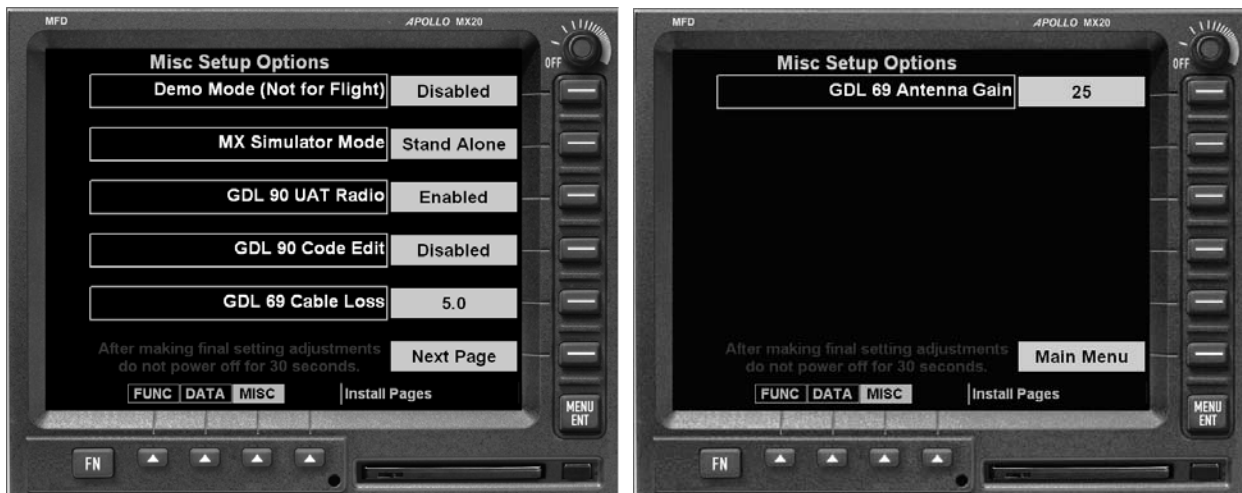 MFD
APOLLO MX20
OFF
Misc Setup Options
Demo Mode (Not for Flight) Disabled
MX Simulator Mode Stand Alone
GDL 90 UAT Radio Enabled
GDL 90 Code Edit Disabled
GDL 69 Cable Loss 5.0
After making final setting adjustments
do not power off for 30 seconds.
Next Page
FUNC DATA MISC Install Pages
MENU
ENT
FN
MFD
APOLLO MX20
OFF
Misc Setup Options
GDL 69 Antenna Gain 25
After making final setting adjustments
do not power off for 30 seconds.
Main Menu
FUNC DATA MISC Install Pages
MENU
ENT
FN